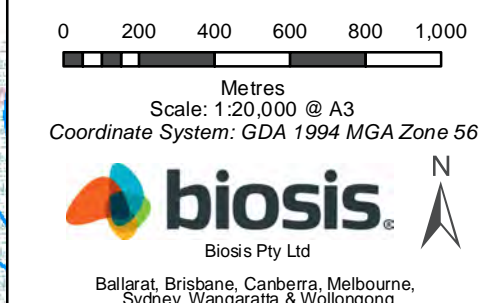 0 200 400 600 800 1,000
Metres
Scale: 1:20,000 @ A3
Coordinate System: GDA 1994 MGA Zone 56
biosis®
N
Biosis Pty Ltd
Ballarat, Brisbane, Canberra, Melbourne,
Sydney, Wangaratta & Wollongong